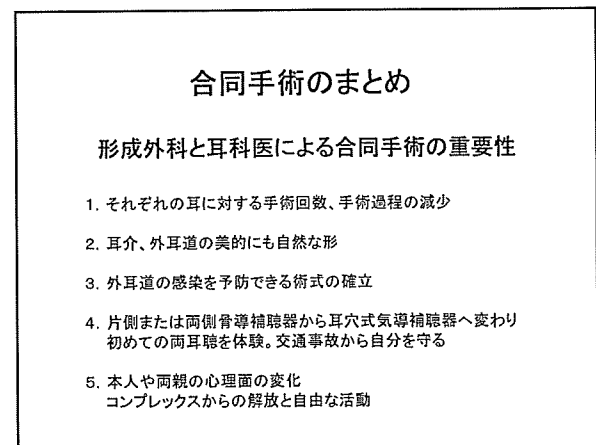 合同手術のまとめ
形成外科と耳科医による合同手術の重要性
1. それぞれの耳に対する手術回数、手術過程の減少
2. 耳介、外耳道の美的にも自然な形
3. 外耳道の感染を予防できる術式の確立
4. 片側または両側骨導補聴器から耳穴式気導補聴器へ変わり
初めての両耳聴を体験。交通事故から自分を守る
5. 本人や両親の心理面の変化
コンプレックスからの解放と自由な活動